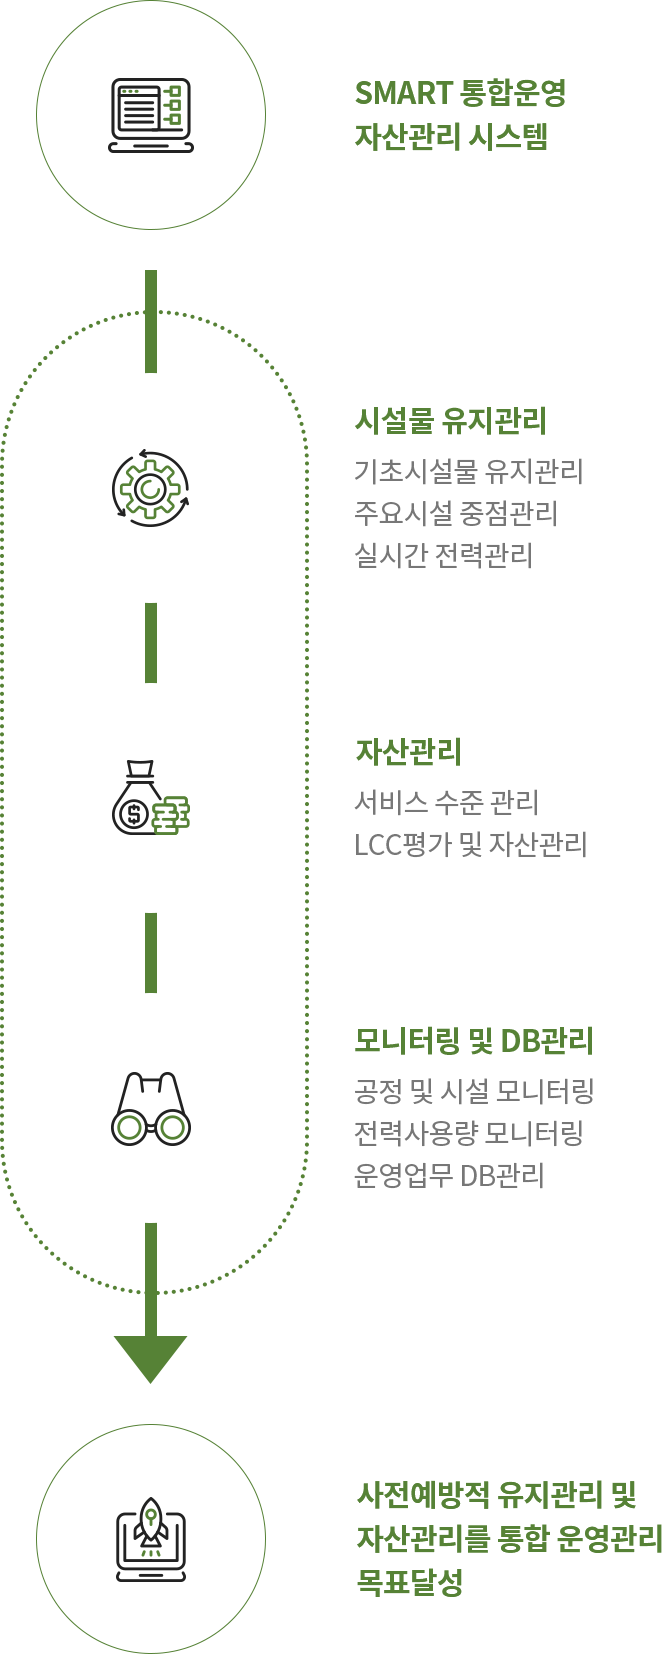 SMART 통합운영
자산관리 시스템
시설물 유지관리
기초시설물 유지관리
주요시설 중점관리
실시간 전력관리
자산관리
서비스 수준 관리
LCC평가 및 자산관리
모니터링 및 DB관리
공정 및 시설 모니터링
전력사용량 모니터링
운영업무 DB관리
사전예방적 유지관리 및
자산관리를 통합 운영관리
목표달성